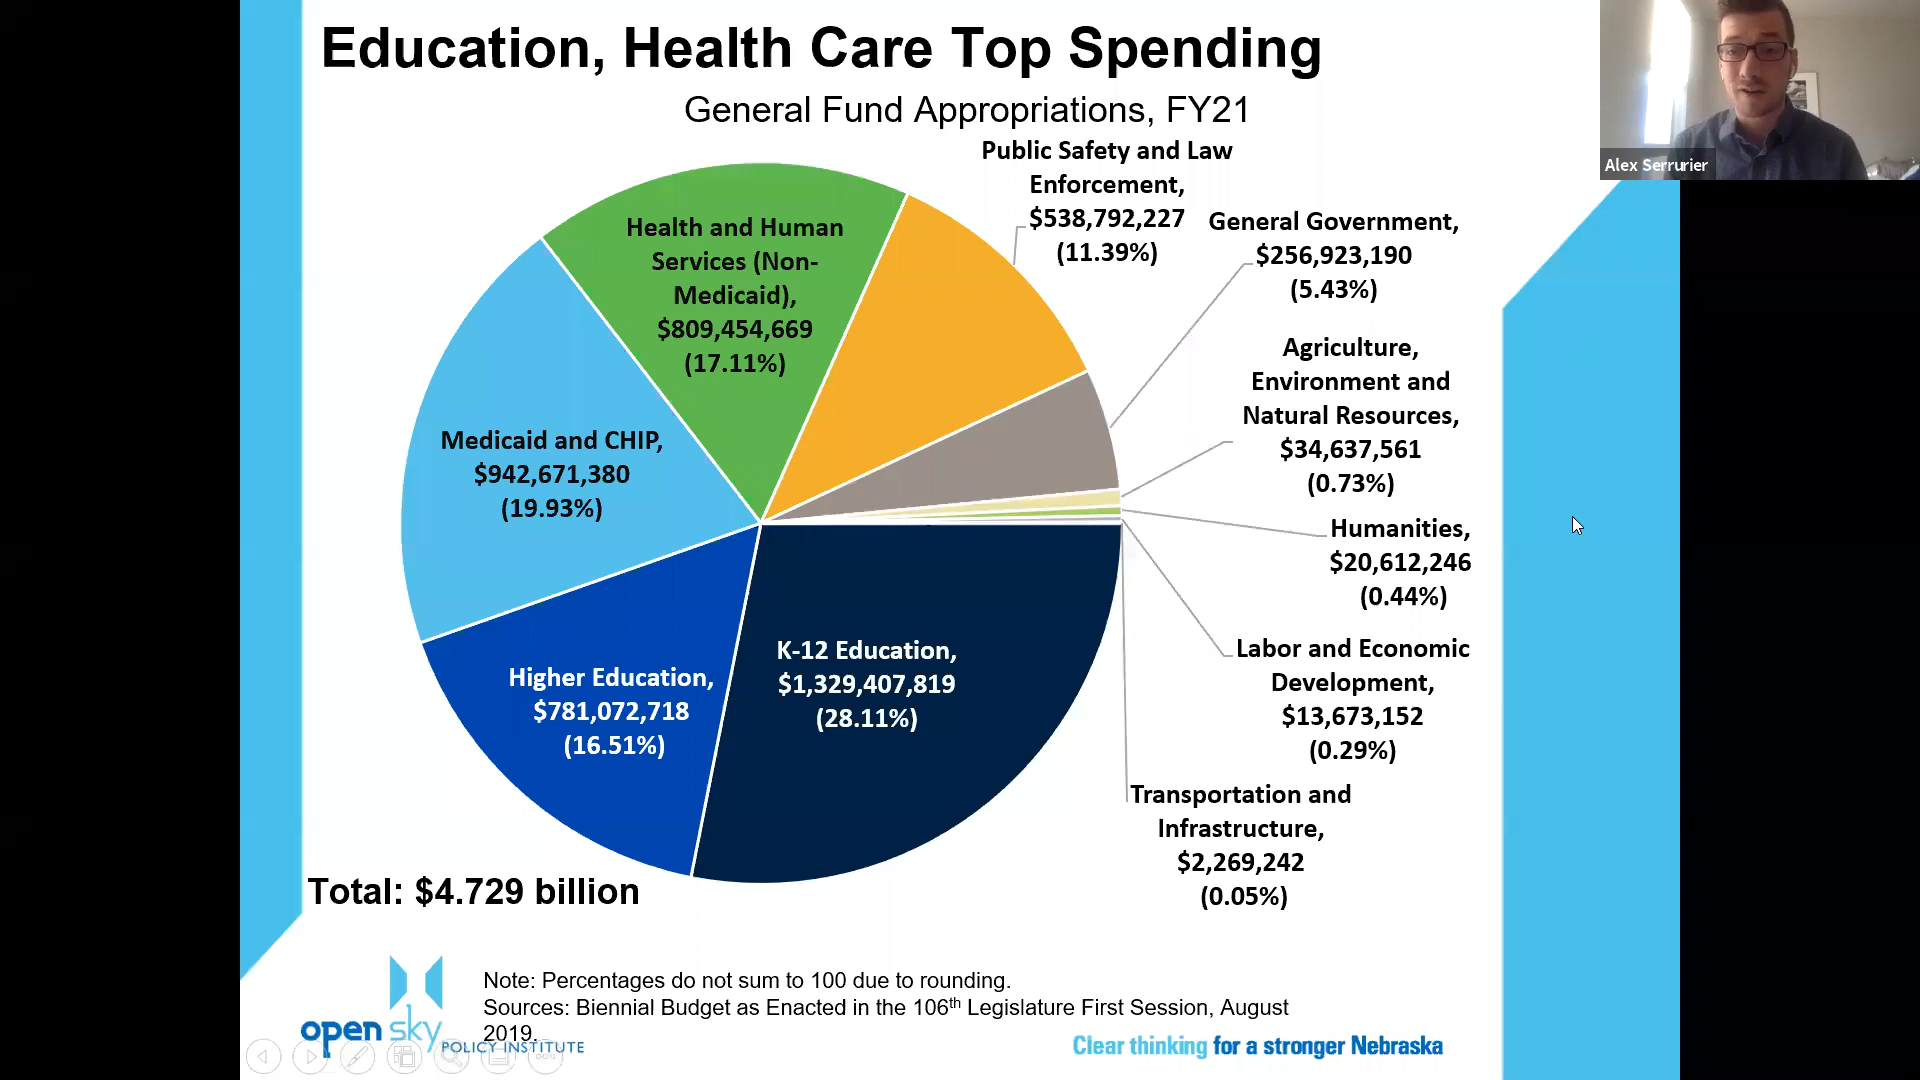 Education, Health Care Top Spending
General Fund Appropriations, FY21
Alex Serrurier
Public Safety and Law
Enforcement,
$538,792,227
(11.39%)
General Government,
$256,923,190
(5.43%)
Health and Human
Services (Non-
Medicaid),
$809,454,669
(17.11%)
Agriculture,
Environment and
Natural Resources,
$34,637,561
(0.73%)
Medicaid and CHIP,
$942,671,380
(19.93%)
Humanities,
$20,612,246
(0.44%)
Higher Education,
$781,072,718
(16.51%)
K-12 Education,
$1,329,407,819
(28.11%)
Labor and Economic
Development,
$13,673,152
(0.29%)
Transportation and
Infrastructure,
$2,269,242
(0.05%)
Total: $4.729 billion
Note: Percentages do not sum to 100 due to rounding.
Sources: Biennial Budget as Enacted in the 106th Legislature First Session, August
2019.
open sky
POLICY INSTITUTE
Clear thinking for a stronger Nebraska